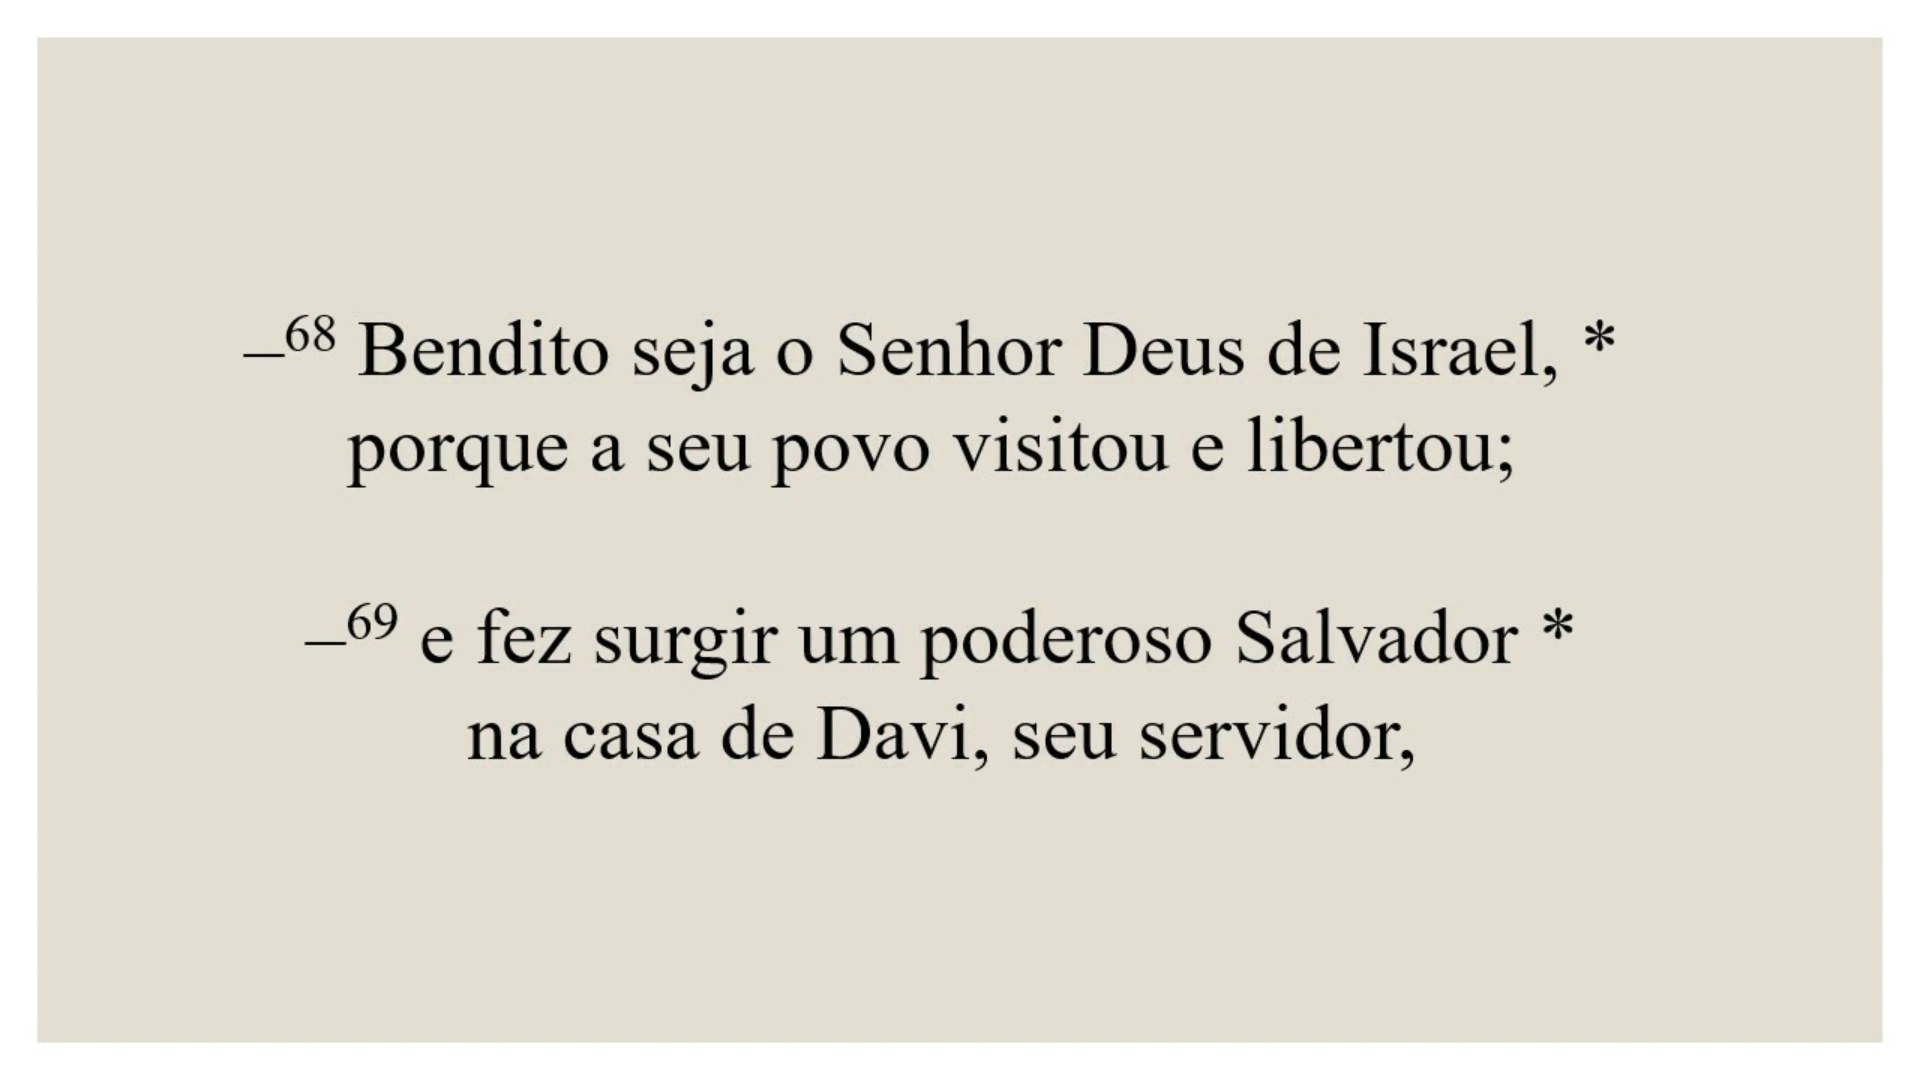 –68 Bendito seja o Senhor Deus de Israel, *
porque a seu povo visitou e libertou;
–69 e fez surgir um poderoso Salvador *
na casa de Davi, seu servidor,